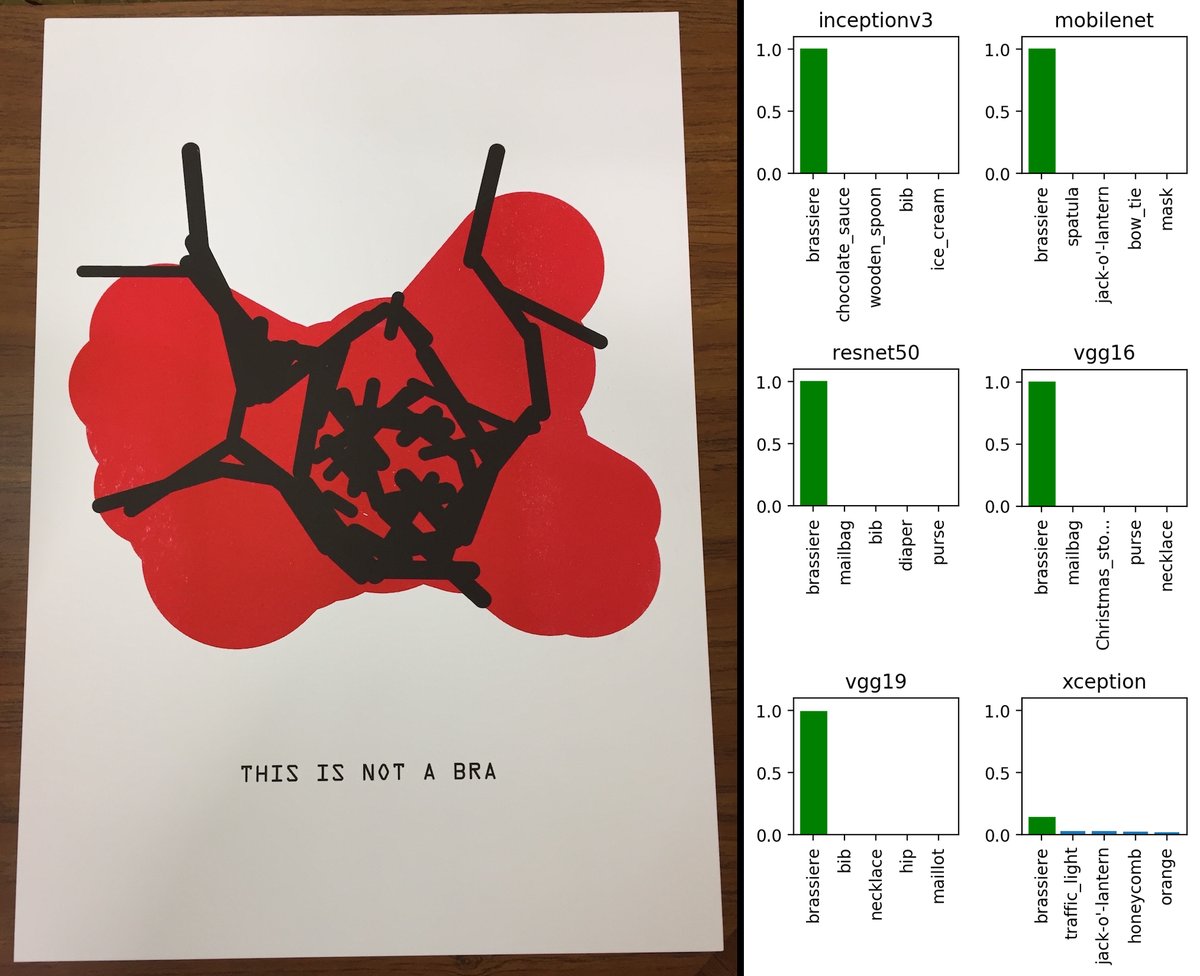 THIS IS NOT A BRA
inceptionv3
1.0
0.5
0.0
brassiere
chocolate_sauce
wooden_spoon
bib
ice_cream
mobilenet
1.0
0.5
0.0
brassiere
spatula
jack-o'-lantern
bow_tie
mask
resnet50
1.0
0.5
0.0
brassiere
mailbag
bib
diaper
purse
vgg16
1.0
0.5
0.0
brassiere
mailbag
Christmas_sto...
purse
necklace
vgg19
1.0
0.5
0.0
brassiere
bib
necklace
hip
maillot
xception
1.0
0.5
0.0
brassiere
traffic_light
jack-o'-lantern
honeycomb
orange